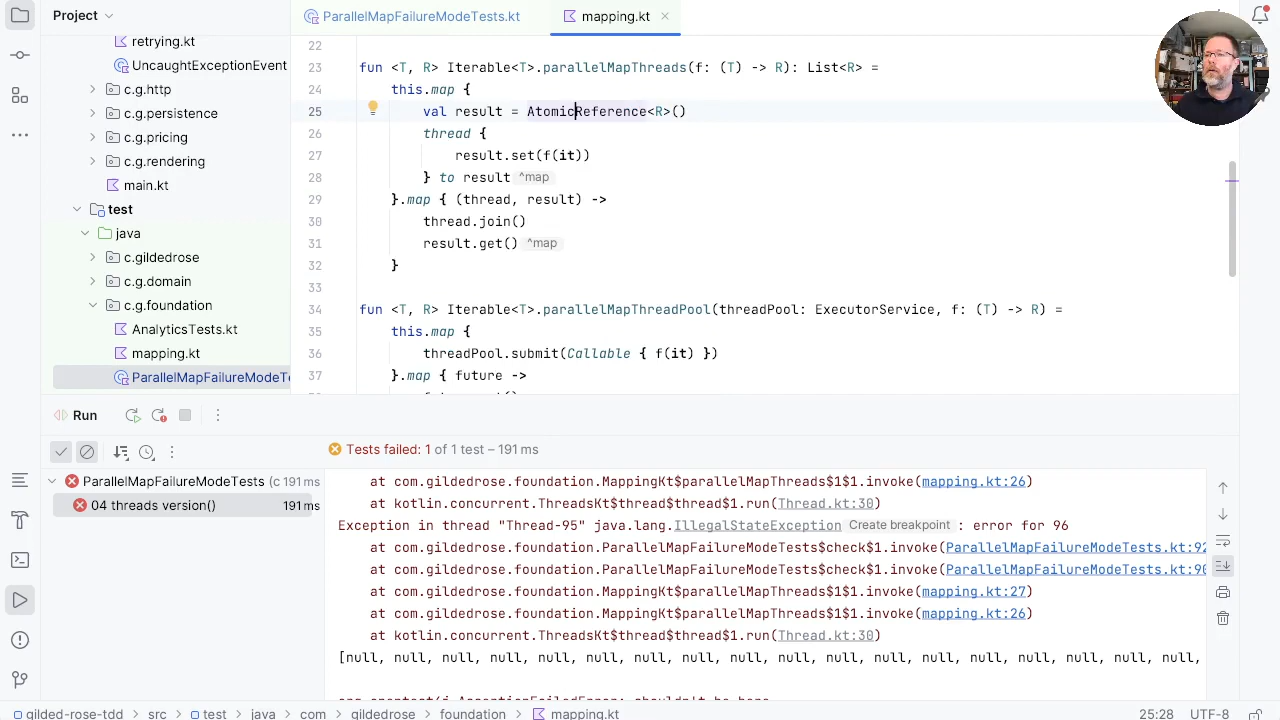 Project
ParallelMapFailureModeTests.kt
mapping.kt
retrying.kt
UncaughtExceptionEvent
c.g.http
c.g.persistence
c.g.pricing
c.g.rendering
main.kt
test
java
c.gildedrose
c.g.domain
c.g.foundation
AnalyticsTests.kt
mapping.kt
ParallelMapFailureModeTe
22
23 fun <T, R> Iterable<T>.parallelMapThreads(f: (T) -> R): List<R> =
24 this.map {
25 val result = AtomicReference<R>()
26 thread {
27 result.set(f(it))
28 } to result ^map
29 }.map { (thread, result) ->
30 thread.join()
31 result.get() ^map
32 }
33
34 fun <T, R> Iterable<T>.parallelMapThreadPool(threadPool: ExecutorService, f: (T) -> R) =
35 this.map {
36 threadPool.submit(Callable { f(it) })
37 }.map { future ->
Run
Tests failed: 1 of 1 test – 191 ms
ParallelMapFailureModeTests (c 191 ms
04 threads version() 191 ms
at com.gildedrose.foundation.MappingKt$parallelMapThreads$1$1.invoke(mapping.kt:26)
at kotlin.concurrent.ThreadsKt$thread$thread$1.run(Thread.kt:30)
Exception in thread "Thread-95" java.lang.IllegalStateException Create breakpoint : error for 96
at com.gildedrose.foundation.ParallelMapFailureModeTests$check$1.invoke(ParallelMapFailureModeTests.kt:92
at com.gildedrose.foundation.ParallelMapFailureModeTests$check$1.invoke(ParallelMapFailureModeTests.kt:90
at com.gildedrose.foundation.MappingKt$parallelMapThreads$1$1.invoke(mapping.kt:27)
at com.gildedrose.foundation.MappingKt$parallelMapThreads$1$1.invoke(mapping.kt:26)
at kotlin.concurrent.ThreadsKt$thread$thread$1.run(Thread.kt:30)
[null, null, null, null, null, null, null, null, null, null, null, null, null, null, null, null, null, null,
gilded-rose-tdd > src > test > java > com > gildedrose > foundation > mapping.kt
25:28 UTF-8